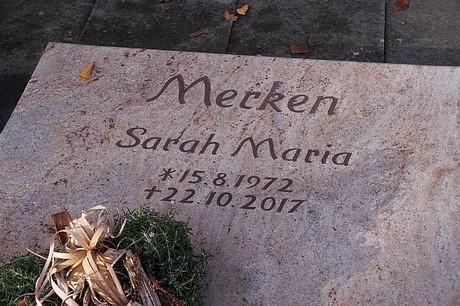 Merken
Sarah Maria
*15.8.1972
†22.10.2017